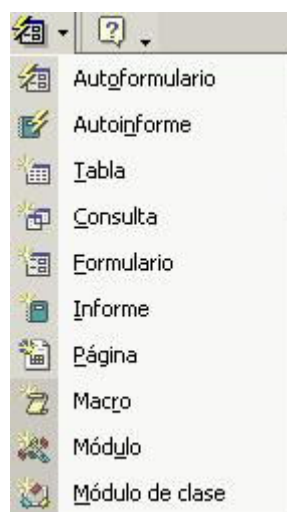 Autoformulario
Autoinforme
Tabla
Consulta
Formulario
Informe
Página
Macro
Módulo
Módulo de clase